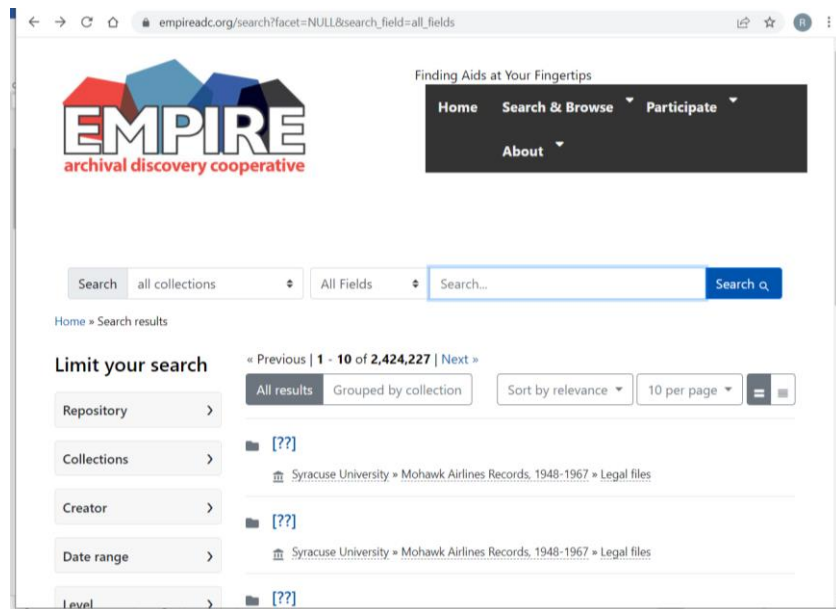 empireadc.org/search?facet=NULL&search_field=all_fields
R
Finding Aids at Your Fingertips
EMPIRE
archival discovery cooperative
Home Search & Browse Participate
About
Search all collections All Fields Search... Search
Home » Search results
Limit your search
« Previous | 1 - 10 of 2,424,227 | Next »
All results Grouped by collection Sort by relevance 10 per page
Repository
Collections
Creator
Date range
Level
[??]
Syracuse University » Mohawk Airlines Records, 1948-1967 » Legal files
[??]
Syracuse University » Mohawk Airlines Records, 1948-1967 » Legal files
[??]